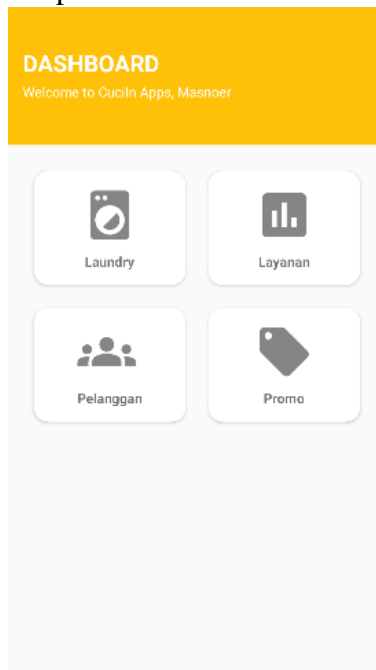 DASHBOARD
Welcome to CuciIn Apps, Masnoer
Laundry
Layanan
Pelanggan
Promo